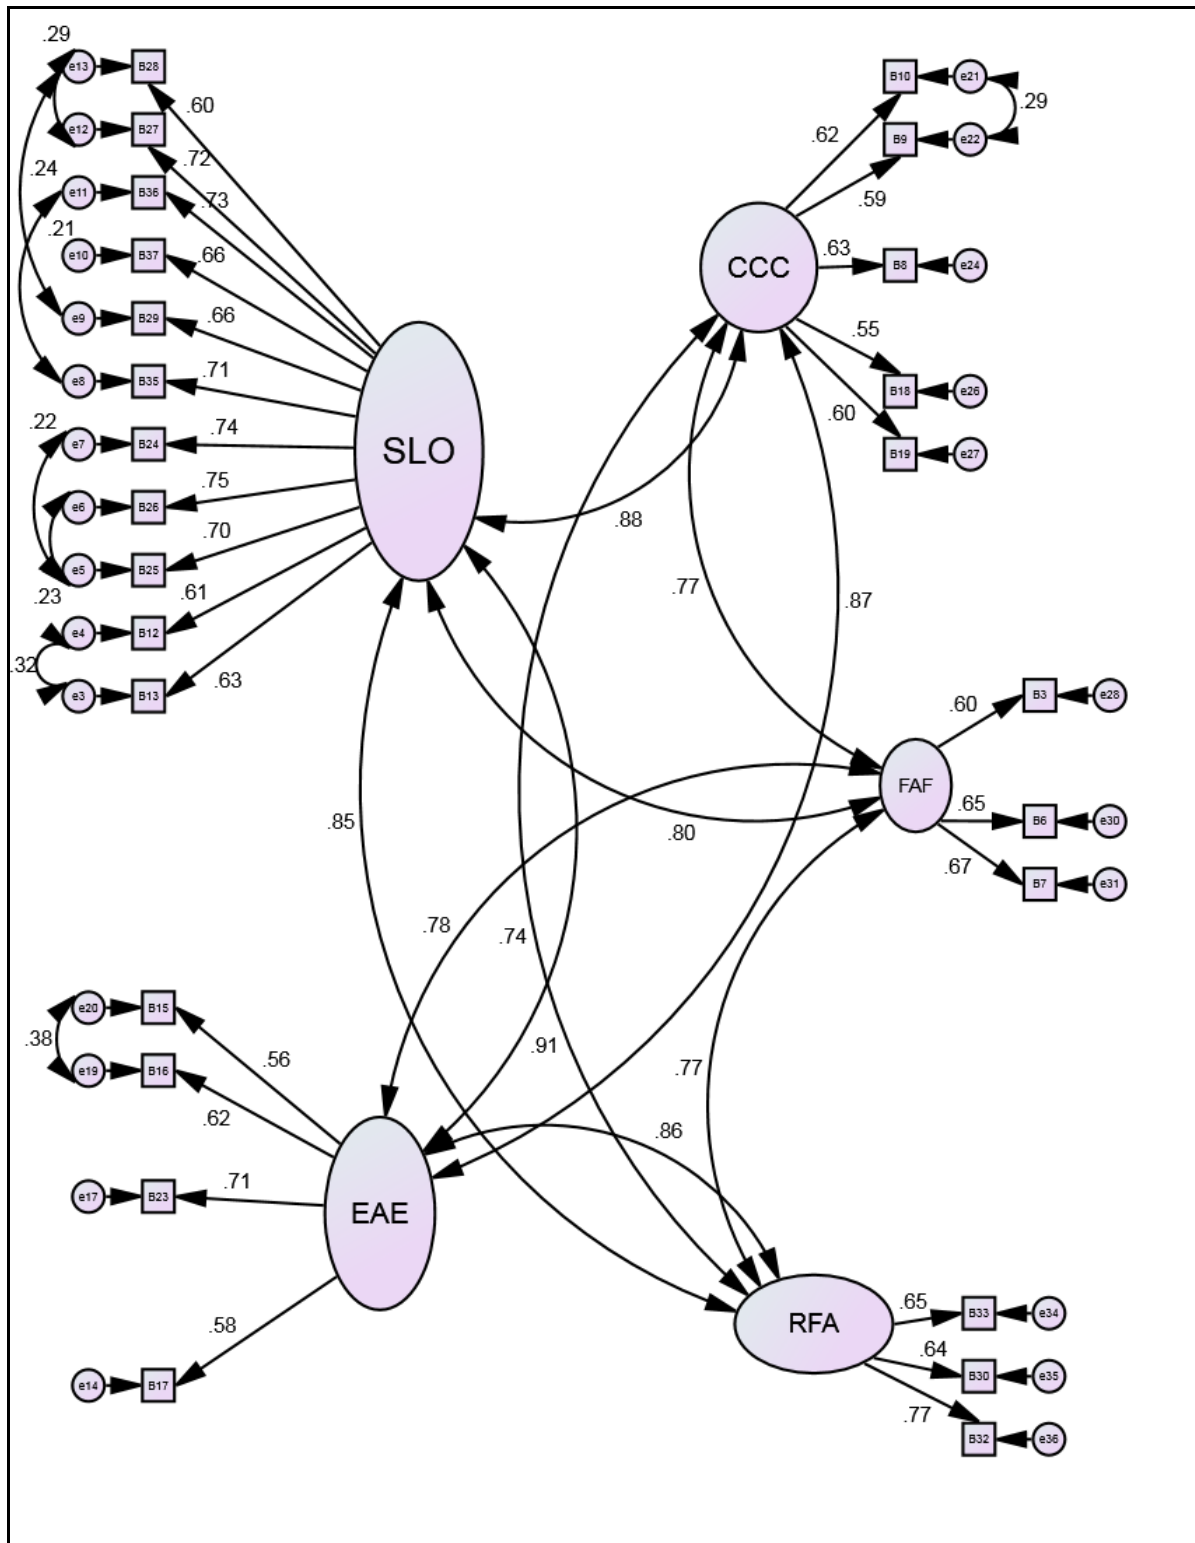 .29
e13 B28
.60
e12 B27
.72
.24
e11 B36
.73
.21
e10 B37
.66
e9 B29
.66
e8 B35
.71
.22
e7 B24
.74
e6 B26
.75
e5 B25
.70
.23
e4 B12
.61
.32
e3 B13
.63
SLO
B10 e21
.29
.62
B9 e22
.59
CCC
.63
B8 e24
.55
B18 e26
.60
B19 e27
.88
.77
.87
.60
B3 e28
FAF
.65
B6 e30
.67
B7 e31
.85
.80
.78
.74
.91
.77
.86
e20 B15
.38
.56
e19 B16
.62
e17 B23
.71
EAE
.58
e14 B17
RFA
.65
B33 e34
.64
B30 e35
.77
B32 e36